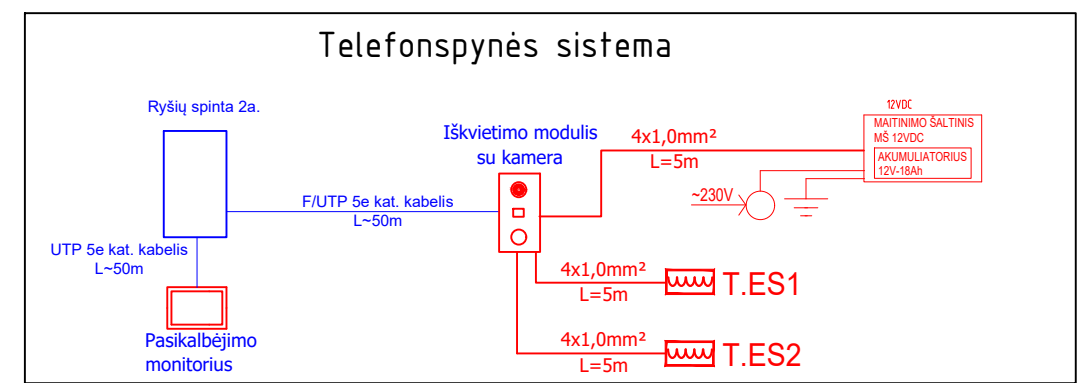 Telefonspynės sistema
Ryšių spinta 2a.
Iškvietimo modulis
su kamera
4x1,0mm²
L=5m
12VDC
MAITINIMO ŠALTINIS
MŠ 12VDC
AKUMULIATORIUS
12V-18Ah
~230V
F/UTP 5e kat. kabelis
L~50m
UTP 5e kat. kabelis
L~50m
4x1,0mm²
L=5m
T.ES1
Pasikalbėjimo
monitorius
4x1,0mm²
L=5m
T.ES2